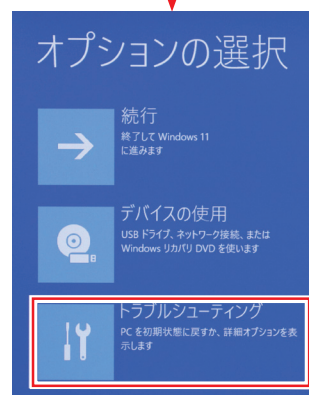 オプションの選択
続行
終了して Windows 11
に進みます
デバイスの使用
USB ドライブ、ネットワーク接続、または
Windows リカバリ DVD を使います
トラブルシューティング
PC を初期状態に戻すか、詳細オプションを表
示します